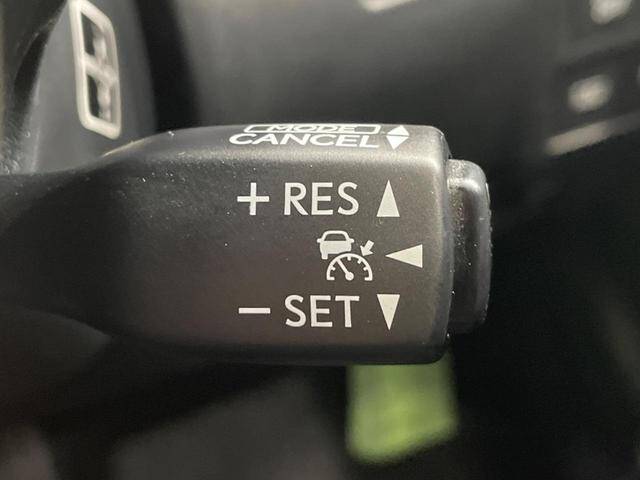 MODE
CANCEL
+ RES
- SET